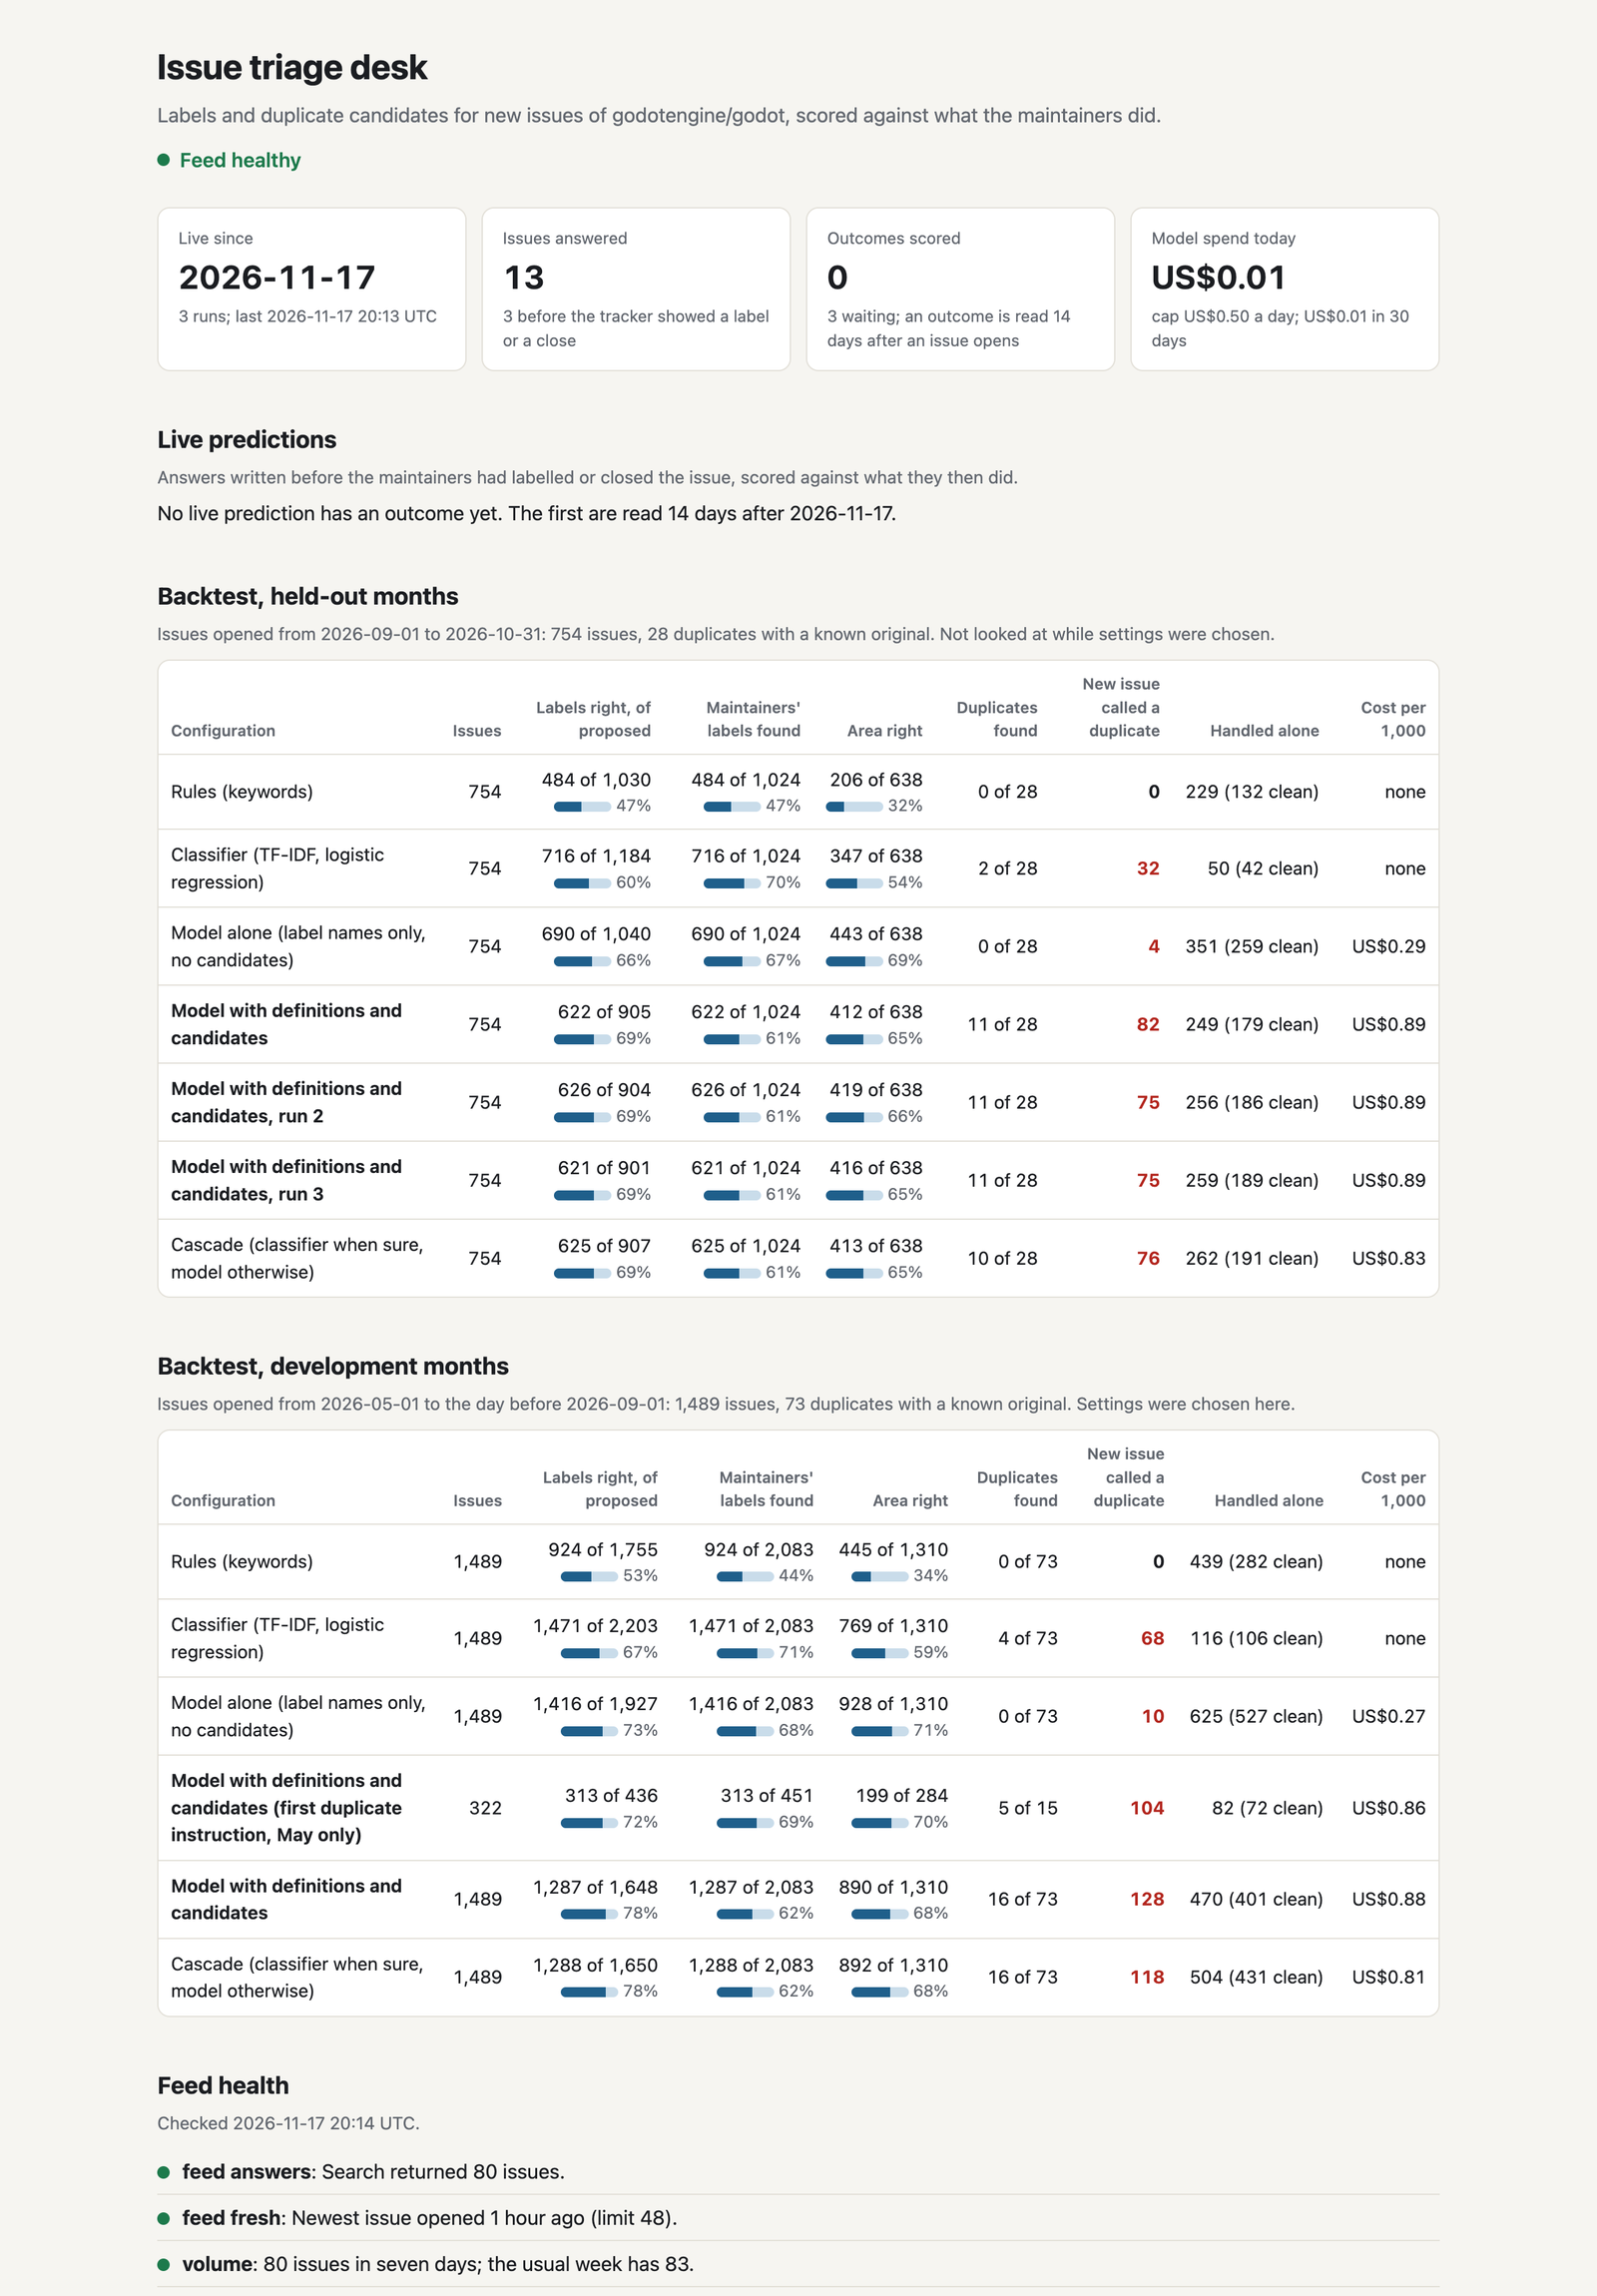 Issue triage desk
Labels and duplicate candidates for new issues of godotengine/godot, scored against what the maintainers did.
Feed healthy
Live since
2026-11-17
3 runs; last 2026-11-17 20:13 UTC
Issues answered
13
3 before the tracker showed a label
or a close
Outcomes scored
0
3 waiting; an outcome is read 14
days after an issue opens
Model spend today
US$0.01
cap US$0.50 a day; US$0.01 in 30
days
Live predictions
Answers written before the maintainers had labelled or closed the issue, scored against what they then did.
No live prediction has an outcome yet. The first are read 14 days after 2026-11-17.
Backtest, held-out months
Issues opened from 2026-09-01 to 2026-10-31: 754 issues, 28 duplicates with a known original. Not looked at while settings were chosen.
Configuration
Issues
Labels right, of
proposed
Maintainers'
labels found
Area right
Duplicates
found
New issue
called a
duplicate
Handled alone
Cost per
1,000
Rules (keywords)
754
484 of 1,030
47%
484 of 1,024
47%
206 of 638
32%
0 of 28
0
229 (132 clean)
none
Classifier (TF-IDF, logistic
regression)
754
716 of 1,184
60%
716 of 1,024
70%
347 of 638
54%
2 of 28
32
50 (42 clean)
none
Model alone (label names only,
no candidates)
754
690 of 1,040
66%
690 of 1,024
67%
443 of 638
69%
0 of 28
4
351 (259 clean)
US$0.29
Model with definitions and
candidates
754
622 of 905
69%
622 of 1,024
61%
412 of 638
65%
11 of 28
82
249 (179 clean)
US$0.89
Model with definitions and
candidates, run 2
754
626 of 904
69%
626 of 1,024
61%
419 of 638
66%
11 of 28
75
256 (186 clean)
US$0.89
Model with definitions and
candidates, run 3
754
621 of 901
69%
621 of 1,024
61%
416 of 638
65%
11 of 28
75
259 (189 clean)
US$0.89
Cascade (classifier when sure,
model otherwise)
754
625 of 907
69%
625 of 1,024
61%
413 of 638
65%
10 of 28
76
262 (191 clean)
US$0.83
Backtest, development months
Issues opened from 2026-05-01 to the day before 2026-09-01: 1,489 issues, 73 duplicates with a known original. Settings were chosen here.
Configuration
Issues
Labels right, of
proposed
Maintainers'
labels found
Area right
Duplicates
found
New issue
called a
duplicate
Handled alone
Cost per
1,000
Rules (keywords)
1,489
924 of 1,755
53%
924 of 2,083
44%
445 of 1,310
34%
0 of 73
0
439 (282 clean)
none
Classifier (TF-IDF, logistic
regression)
1,489
1,471 of 2,203
67%
1,471 of 2,083
71%
769 of 1,310
59%
4 of 73
68
116 (106 clean)
none
Model alone (label names only,
no candidates)
1,489
1,416 of 1,927
73%
1,416 of 2,083
68%
928 of 1,310
71%
0 of 73
10
625 (527 clean)
US$0.27
Model with definitions and
candidates (first duplicate
instruction, May only)
322
313 of 436
72%
313 of 451
69%
199 of 284
70%
5 of 15
104
82 (72 clean)
US$0.86
Model with definitions and
candidates
1,489
1,287 of 1,648
78%
1,287 of 2,083
62%
890 of 1,310
68%
16 of 73
128
470 (401 clean)
US$0.88
Cascade (classifier when sure,
model otherwise)
1,489
1,288 of 1,650
78%
1,288 of 2,083
62%
892 of 1,310
68%
16 of 73
118
504 (431 clean)
US$0.81
Feed health
Checked 2026-11-17 20:14 UTC.
feed answers: Search returned 80 issues.
feed fresh: Newest issue opened 1 hour ago (limit 48).
volume: 80 issues in seven days; the usual week has 83.